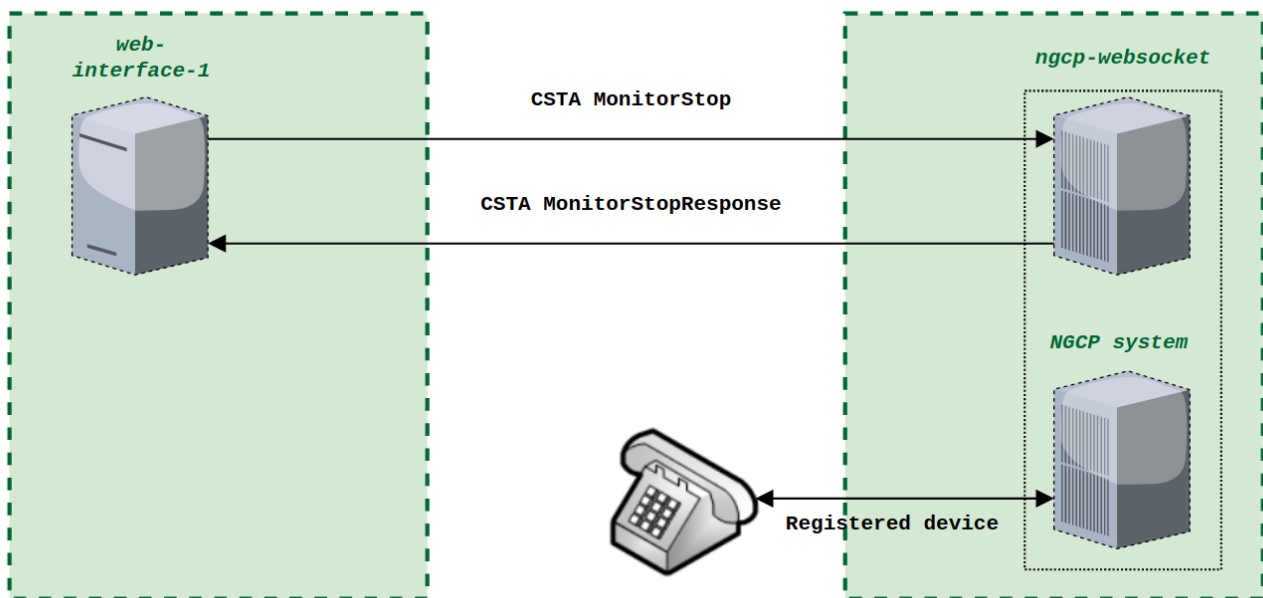 web-
interface-1
ngcp-websocket
CSTA MonitorStop
CSTA MonitorStopResponse
NGCP system
Registered device